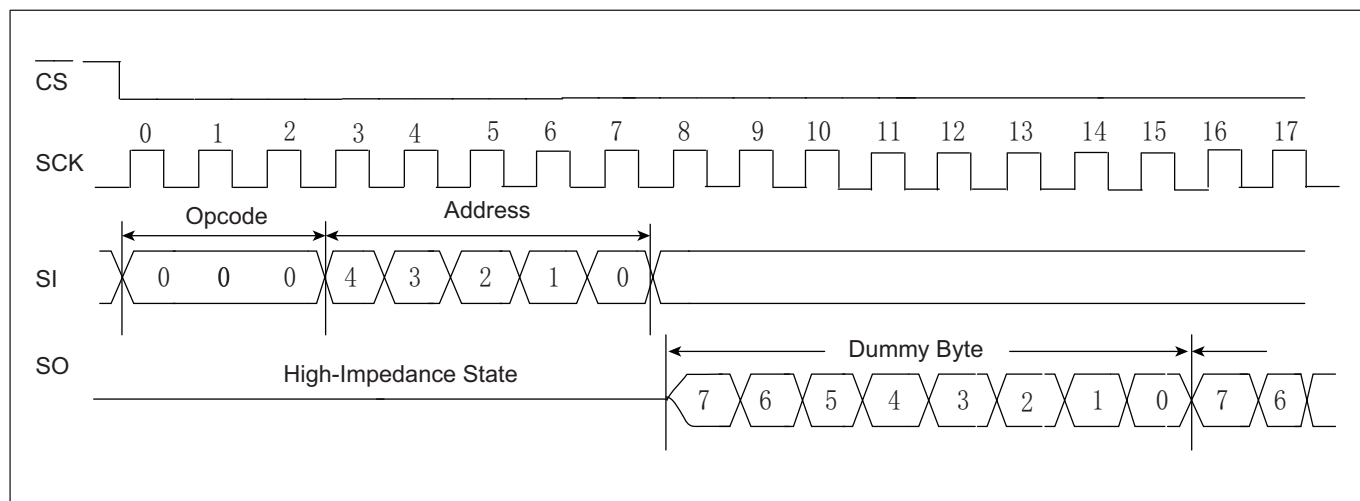 CS
0 1 2 3 4 5 6 7 8 9 10 11 12 13 14 15 16 17
SCK
Opcode Address
SI 0 0 0 4 3 2 1 0
SO High-Impedance State Dummy Byte
7 6 5 4 3 2 1 0 7 6